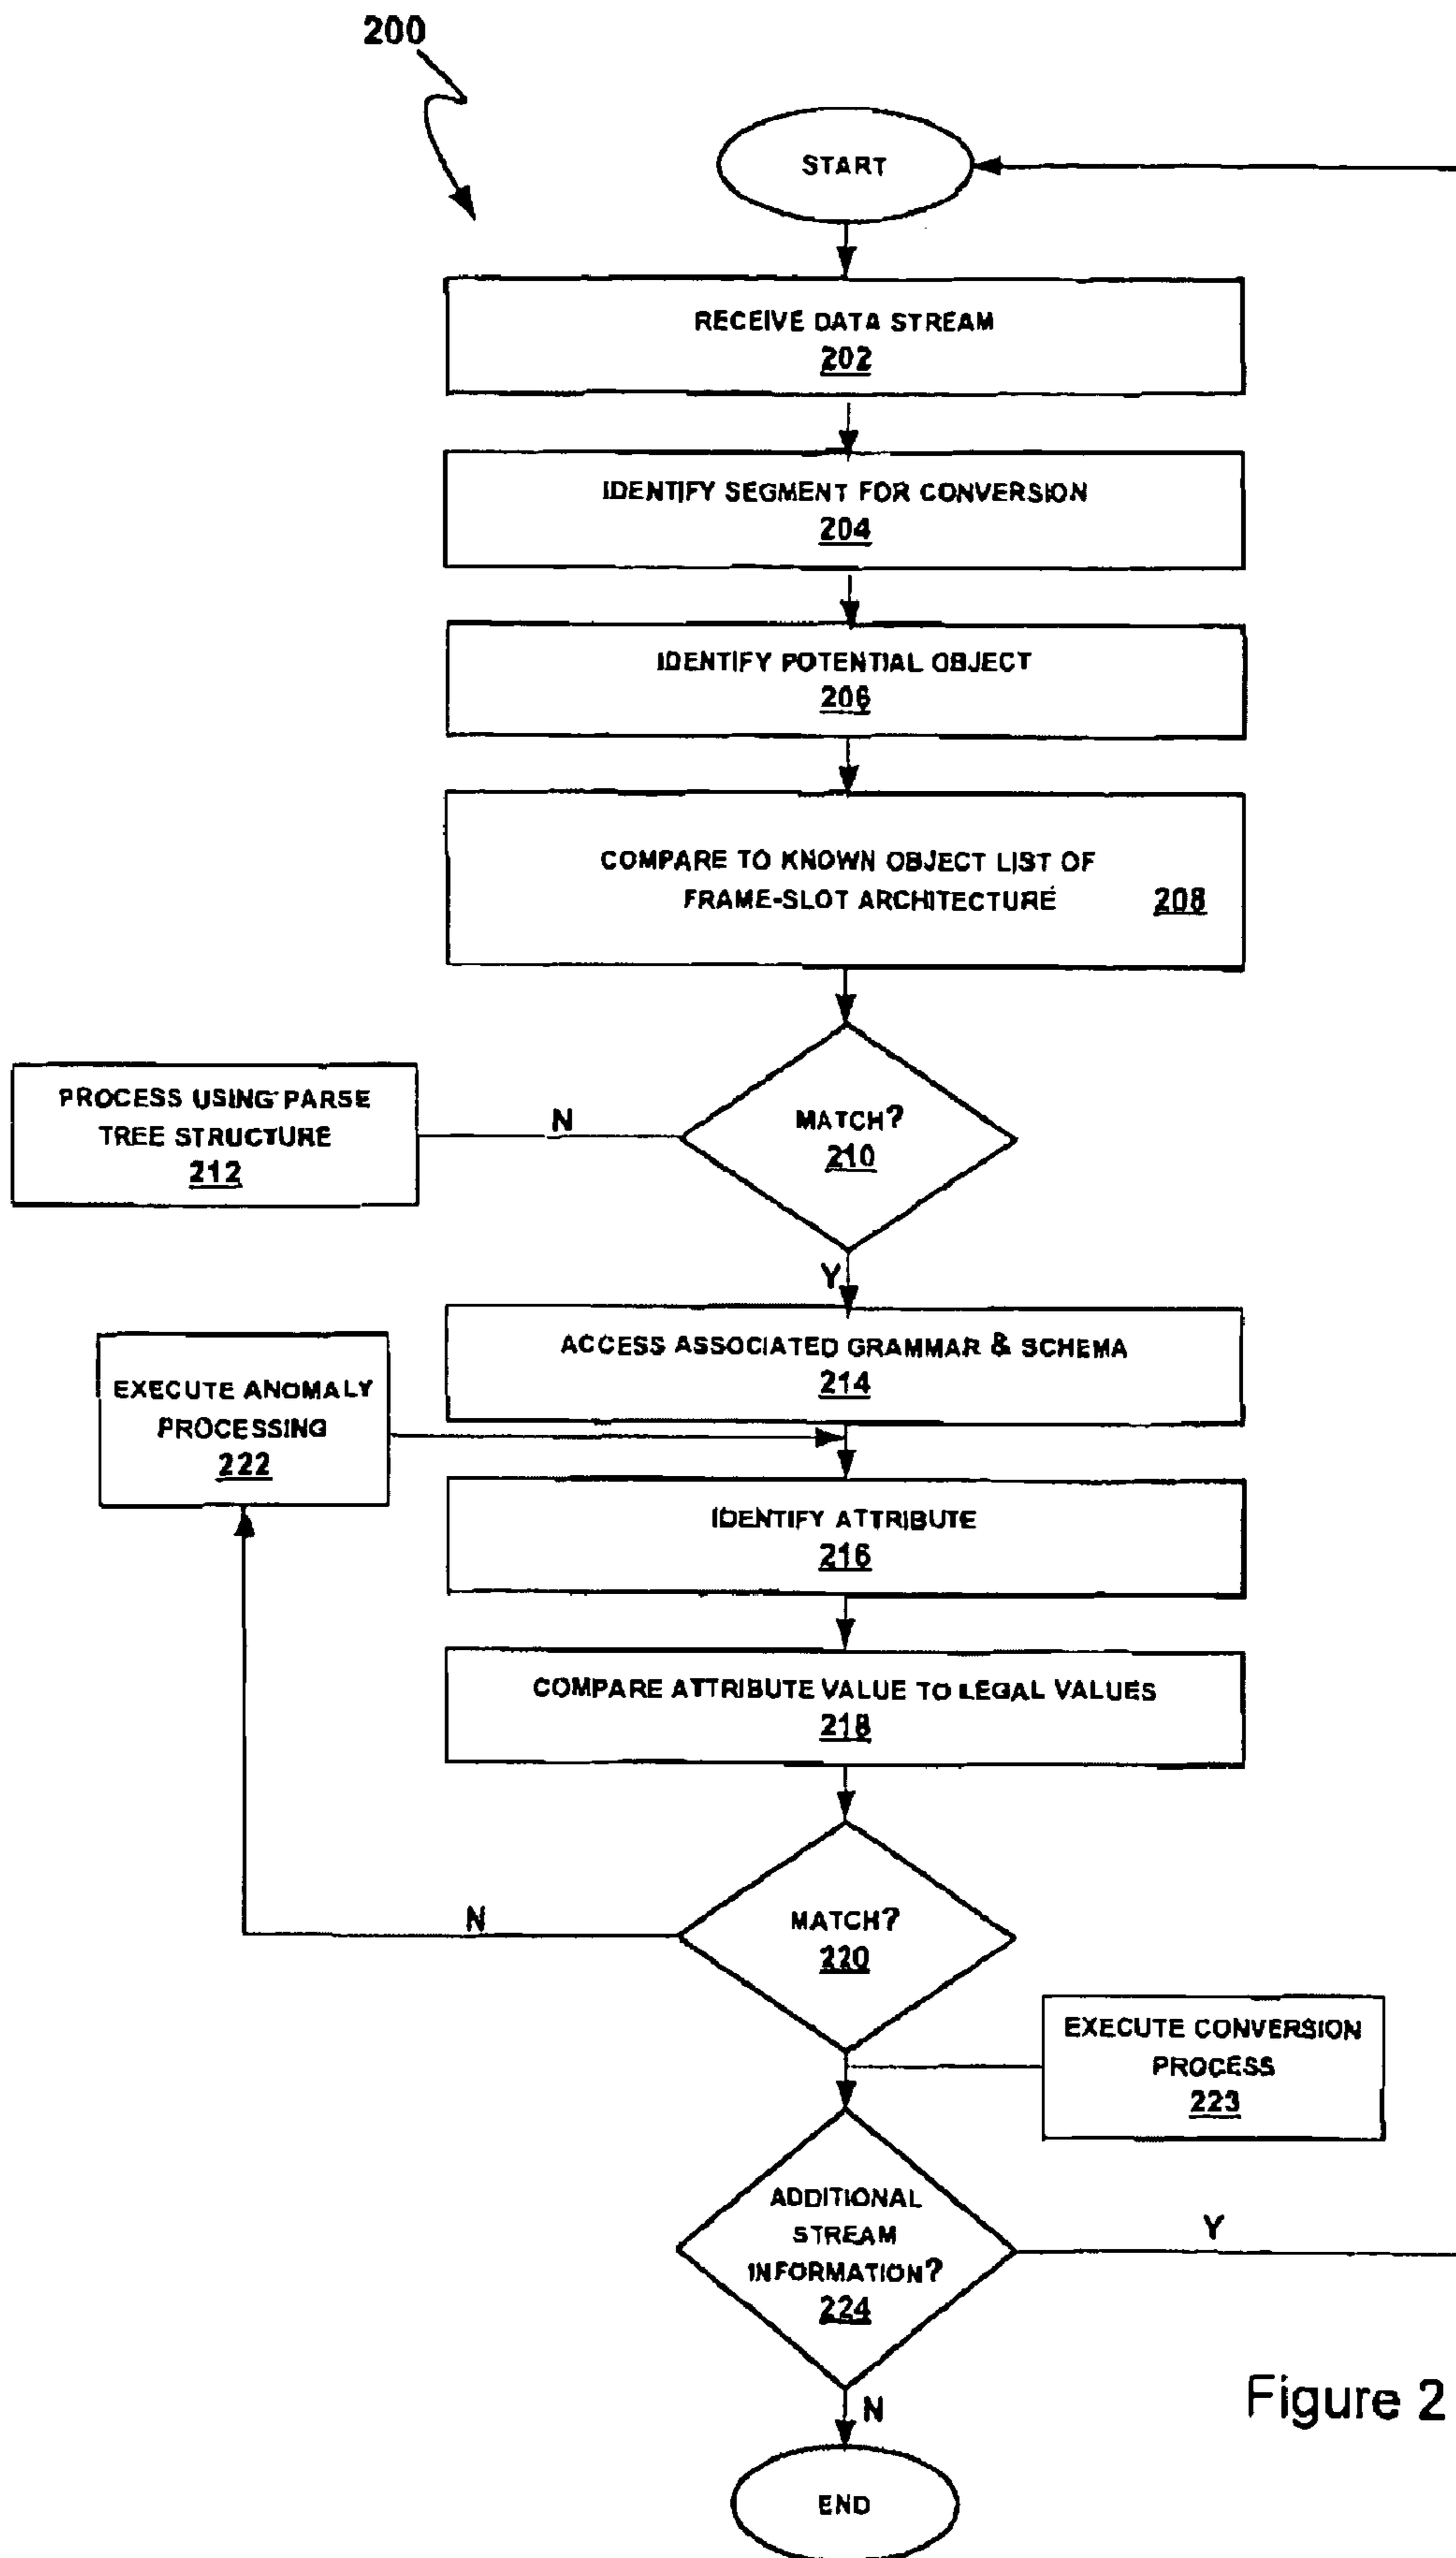 200
START
RECEIVE DATA STREAM
202
IDENTIFY SEGMENT FOR CONVERSION
204
IDENTIFY POTENTIAL OBJECT
206
COMPARE TO KNOWN OBJECT LIST OF
FRAME-SLOT ARCHITECTURE
208
PROCESS USING PARSE
TREE STRUCTURE
212
N
MATCH?
210
Y
ACCESS ASSOCIATED GRAMMAR & SCHEMA
214
EXECUTE ANOMALY
PROCESSING
222
IDENTIFY ATTRIBUTE
216
COMPARE ATTRIBUTE VALUE TO LEGAL VALUES
218
N
MATCH?
220
EXECUTE CONVERSION
PROCESS
223
ADDITIONAL
STREAM
INFORMATION?
224
Y
N
END
Figure 2